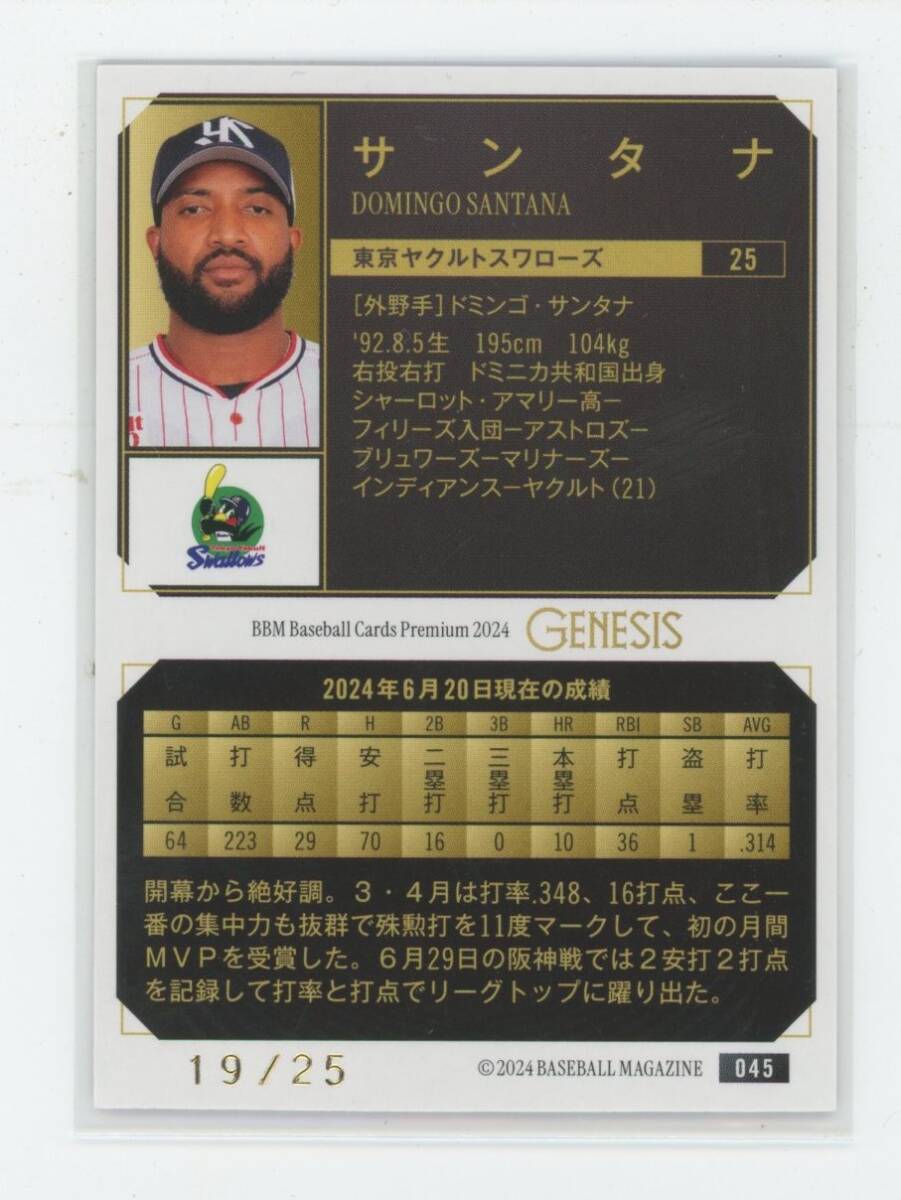 サンタナ
DOMINGO SANTANA
東京ヤクルトスワローズ 25
[外野手]ドミンゴ・サンタナ
'92.8.5生 195cm 104kg
右投右打 ドミニカ共和国出身
シャーロット・アマリー高ー
フィリーズ入団ーアストロズー
ブリュワーズーマリナーズー
インディアンスーヤクルト(21)
Swallows
BBM Baseball Cards Premium 2024 GENESIS
2024年6月20日現在の成績
G AB R H 2B 3B HR RBI SB AVG
試合 打数 得点 安打 二塁打 三塁打 本塁打 打点 盗塁 打率
64 223 29 70 16 0 10 36 1 .314
開幕から絶好調。3・4月は打率.348、16打点、ここ一
番の集中力も抜群で殊勲打を11度マークして、初の月間
MVPを受賞した。6月29日の阪神戦では2安打2打点
を記録して打率と打点でリーグトップに躍り出た。
19/25
©2024 BASEBALL MAGAZINE 045